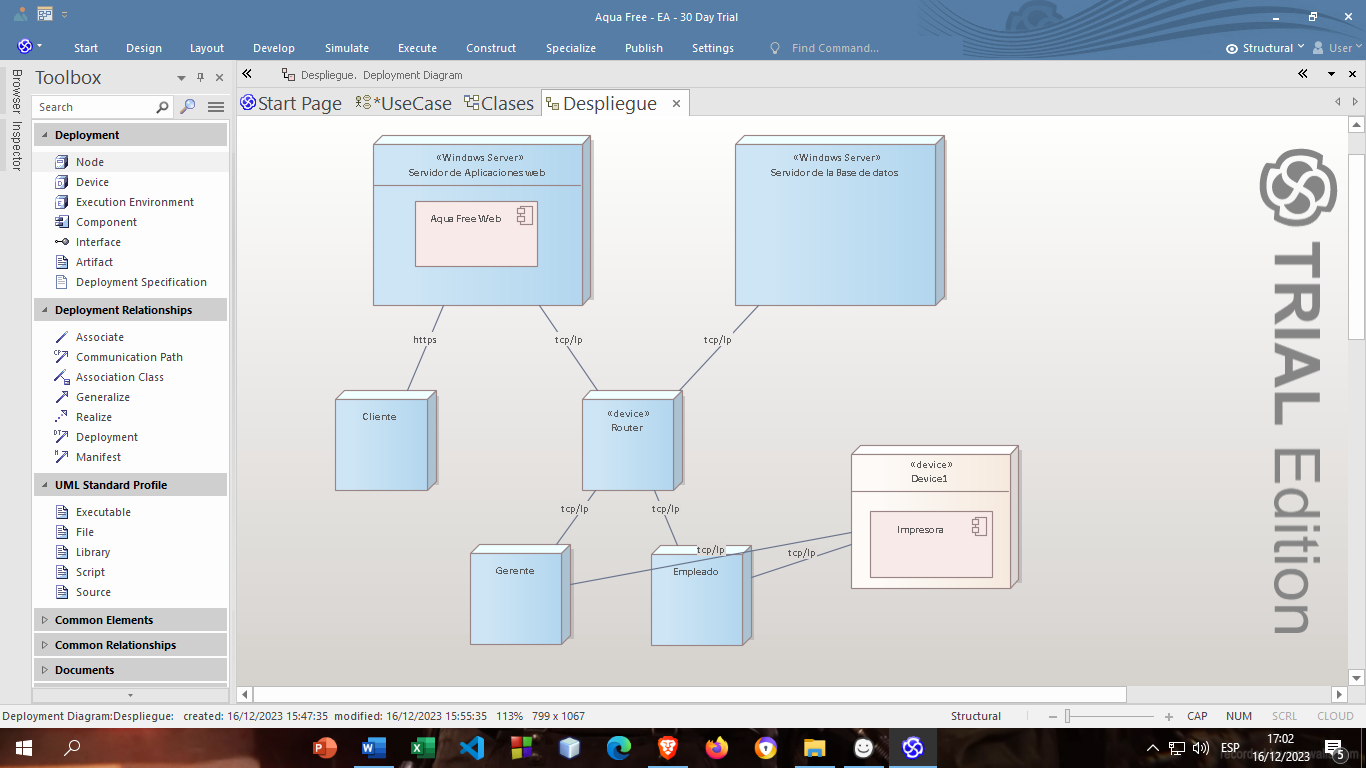 Aqua Free - EA - 30 Day Trial
Start Design Layout Develop Simulate Execute Construct Specialize Publish Settings Find Command... Structural User
Browser
Inspector
Toolbox
Search
Deployment
Node
Device
Execution Environment
Component
Interface
Artifact
Deployment Specification
Deployment Relationships
Associate
Communication Path
Association Class
Generalize
Realize
Deployment
Manifest
UML Standard Profile
Executable
File
Library
Script
Source
Common Elements
Common Relationships
Documents
Despliegue. Deployment Diagram
Start Page *UseCase Clases Despliegue
«Windows Server»
Servidor de Aplicaciones web
Aqua Free Web
«Windows Server»
Servidor de la Base de datos
https
tcp/Ip
tcp/Ip
Cliente
«device»
Router
«device»
Device1
Impresora
tcp/Ip
tcp/Ip
tcp/Ip
tcp/Ip
Gerente
Empleado
TRIAL Edition
Deployment Diagram:Despliegue: created: 16/12/2023 15:47:35 modified: 16/12/2023 15:55:35 113% 799 x 1067
Structural CAP NUM SCRL CLOUD
ESP
17:02
16/12/2023
5